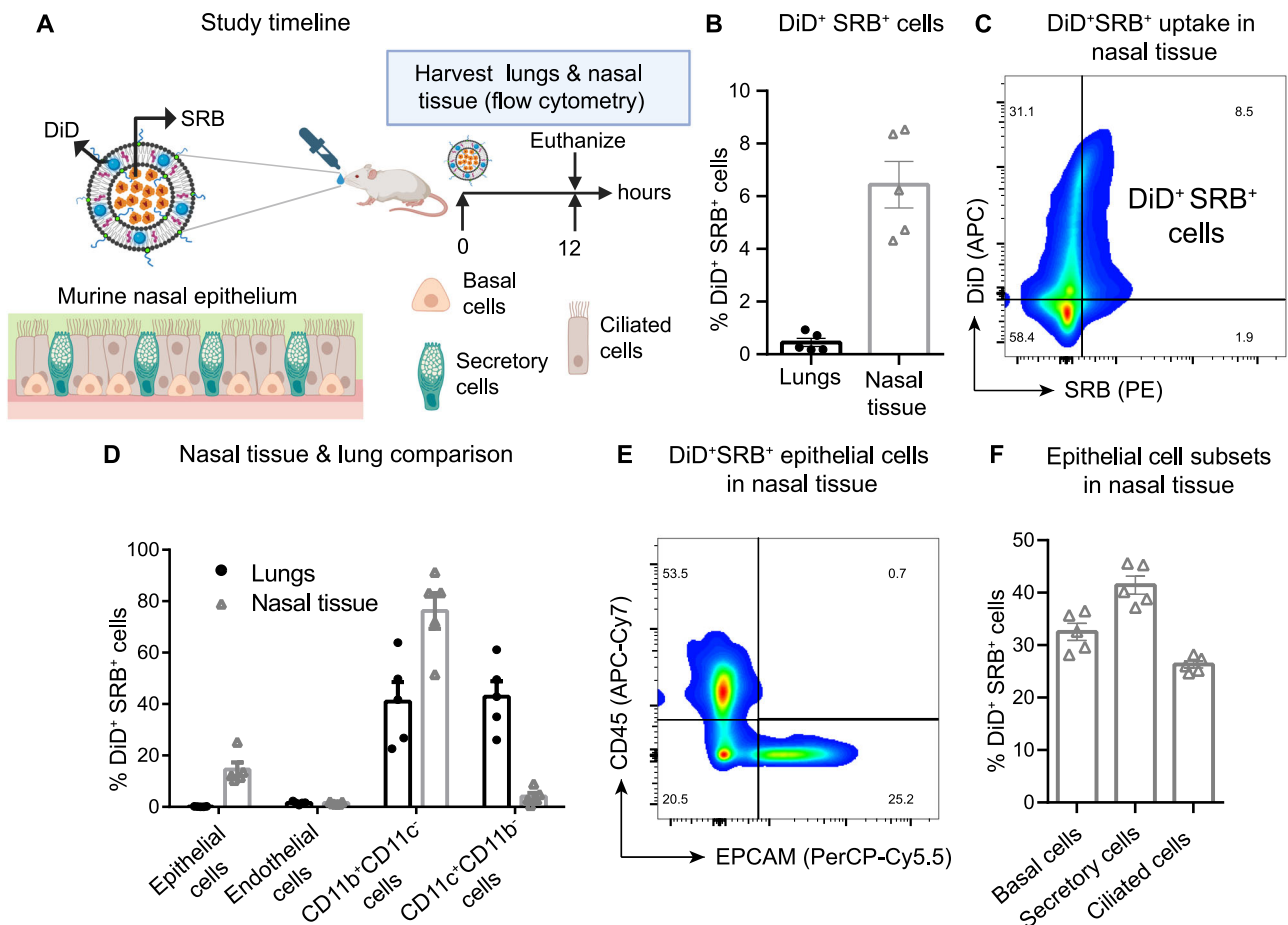 A
Study timeline
DiD
SRB
Harvest lungs & nasal
tissue (flow cytometry)
Euthanize
hours
0
12
Murine nasal epithelium
Basal
cells
Secretory
cells
Ciliated
cells
B
DiD⁺ SRB⁺ cells
% DiD⁺ SRB⁺ cells
10
8
6
4
2
0
Lungs
Nasal
tissue
C
DiD⁺SRB⁺ uptake in
nasal tissue
31.1
8.5
DiD⁺ SRB⁺
cells
58.4
1.9
DiD (APC)
SRB (PE)
D
Nasal tissue & lung comparison
% DiD⁺ SRB⁺ cells
100
80
60
40
20
0
Lungs
Nasal tissue
Epithelial
cells
Endothelial
cells
CD11b⁺CD11c⁻
cells
CD11c⁺CD11b⁻
cells
E
DiD⁺SRB⁺ epithelial cells
in nasal tissue
53.5
0.7
20.5
25.2
CD45 (APC-Cy7)
EPCAM (PerCP-Cy5.5)
F
Epithelial cell subsets
in nasal tissue
% DiD⁺ SRB⁺ cells
50
40
30
20
10
0
Basal cells
Secretory cells
Ciliated cells